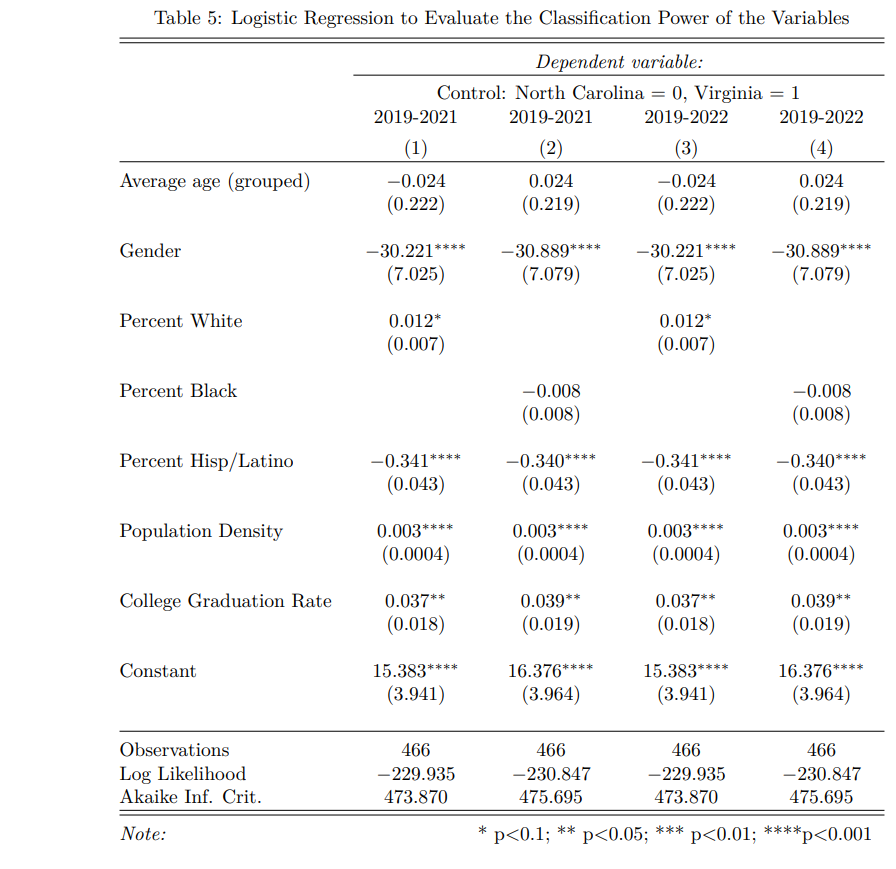 Table 5: Logistic Regression to Evaluate the Classification Power of the Variables
Dependent variable:
Control: North Carolina = 0, Virginia = 1
2019-2021 2019-2021 2019-2022 2019-2022
(1) (2) (3) (4)
Average age (grouped) −0.024 0.024 −0.024 0.024
(0.222) (0.219) (0.222) (0.219)
Gender −30.221**** −30.889**** −30.221**** −30.889****
(7.025) (7.079) (7.025) (7.079)
Percent White 0.012* 0.012*
(0.007) (0.007)
Percent Black −0.008 −0.008
(0.008) (0.008)
Percent Hisp/Latino −0.341**** −0.340**** −0.341**** −0.340****
(0.043) (0.043) (0.043) (0.043)
Population Density 0.003**** 0.003**** 0.003**** 0.003****
(0.0004) (0.0004) (0.0004) (0.0004)
College Graduation Rate 0.037** 0.039** 0.037** 0.039**
(0.018) (0.019) (0.018) (0.019)
Constant 15.383**** 16.376**** 15.383**** 16.376****
(3.941) (3.964) (3.941) (3.964)
Observations 466 466 466 466
Log Likelihood −229.935 −230.847 −229.935 −230.847
Akaike Inf. Crit. 473.870 475.695 473.870 475.695
Note: * p<0.1; ** p<0.05; *** p<0.01; ****p<0.001